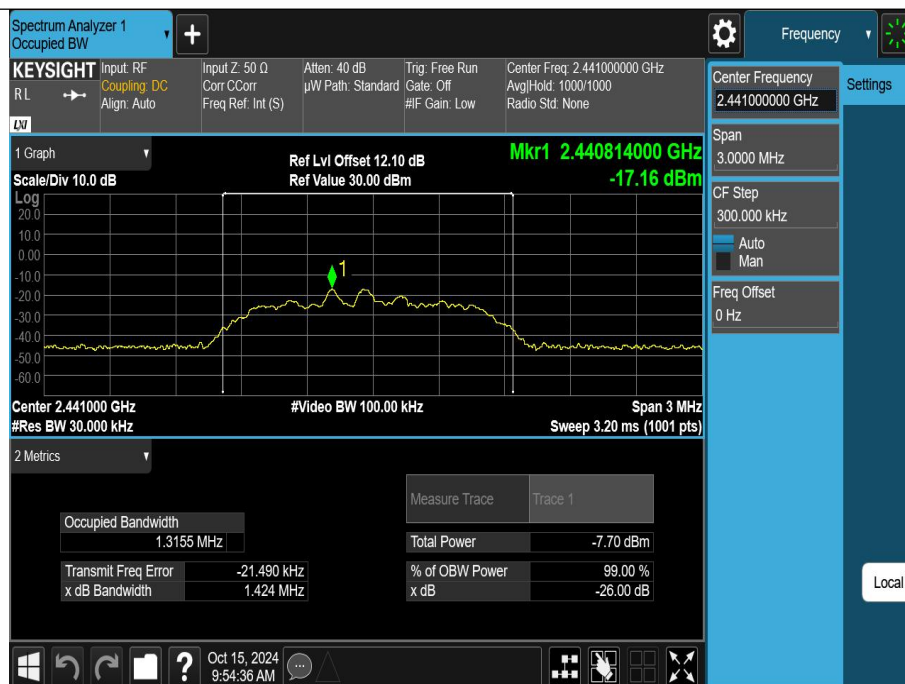 Spectrum Analyzer 1
Occupied BW
Frequency
KEYSIGHT
RL
LXI
Input: RF
Coupling: DC
Align: Auto
Input Z: 50 Ω
Corr CCorr
Freq Ref: Int (S)
Atten: 40 dB
µW Path: Standard
Trig: Free Run
Gate: Off
#IF Gain: Low
Center Freq: 2.441000000 GHz
Avg|Hold: 1000/1000
Radio Std: None
Center Frequency
2.441000000 GHz
Settings
Span
3.0000 MHz
CF Step
300.000 kHz
Auto
Man
Freq Offset
0 Hz
Local
1 Graph
Scale/Div 10.0 dB
Ref Lvl Offset 12.10 dB
Ref Value 30.00 dBm
Mkr1 2.440814000 GHz
-17.16 dBm
Log
20.0
10.0
0.00
-10.0
-20.0
-30.0
-40.0
-50.0
-60.0
1
Center 2.441000 GHz
#Res BW 30.000 kHz
#Video BW 100.00 kHz
Span 3 MHz
Sweep 3.20 ms (1001 pts)
2 Metrics
Measure Trace Trace 1
Occupied Bandwidth
1.3155 MHz
Total Power -7.70 dBm
Transmit Freq Error -21.490 kHz
% of OBW Power 99.00 %
x dB Bandwidth 1.424 MHz
x dB -26.00 dB
?
Oct 15, 2024
9:54:36 AM